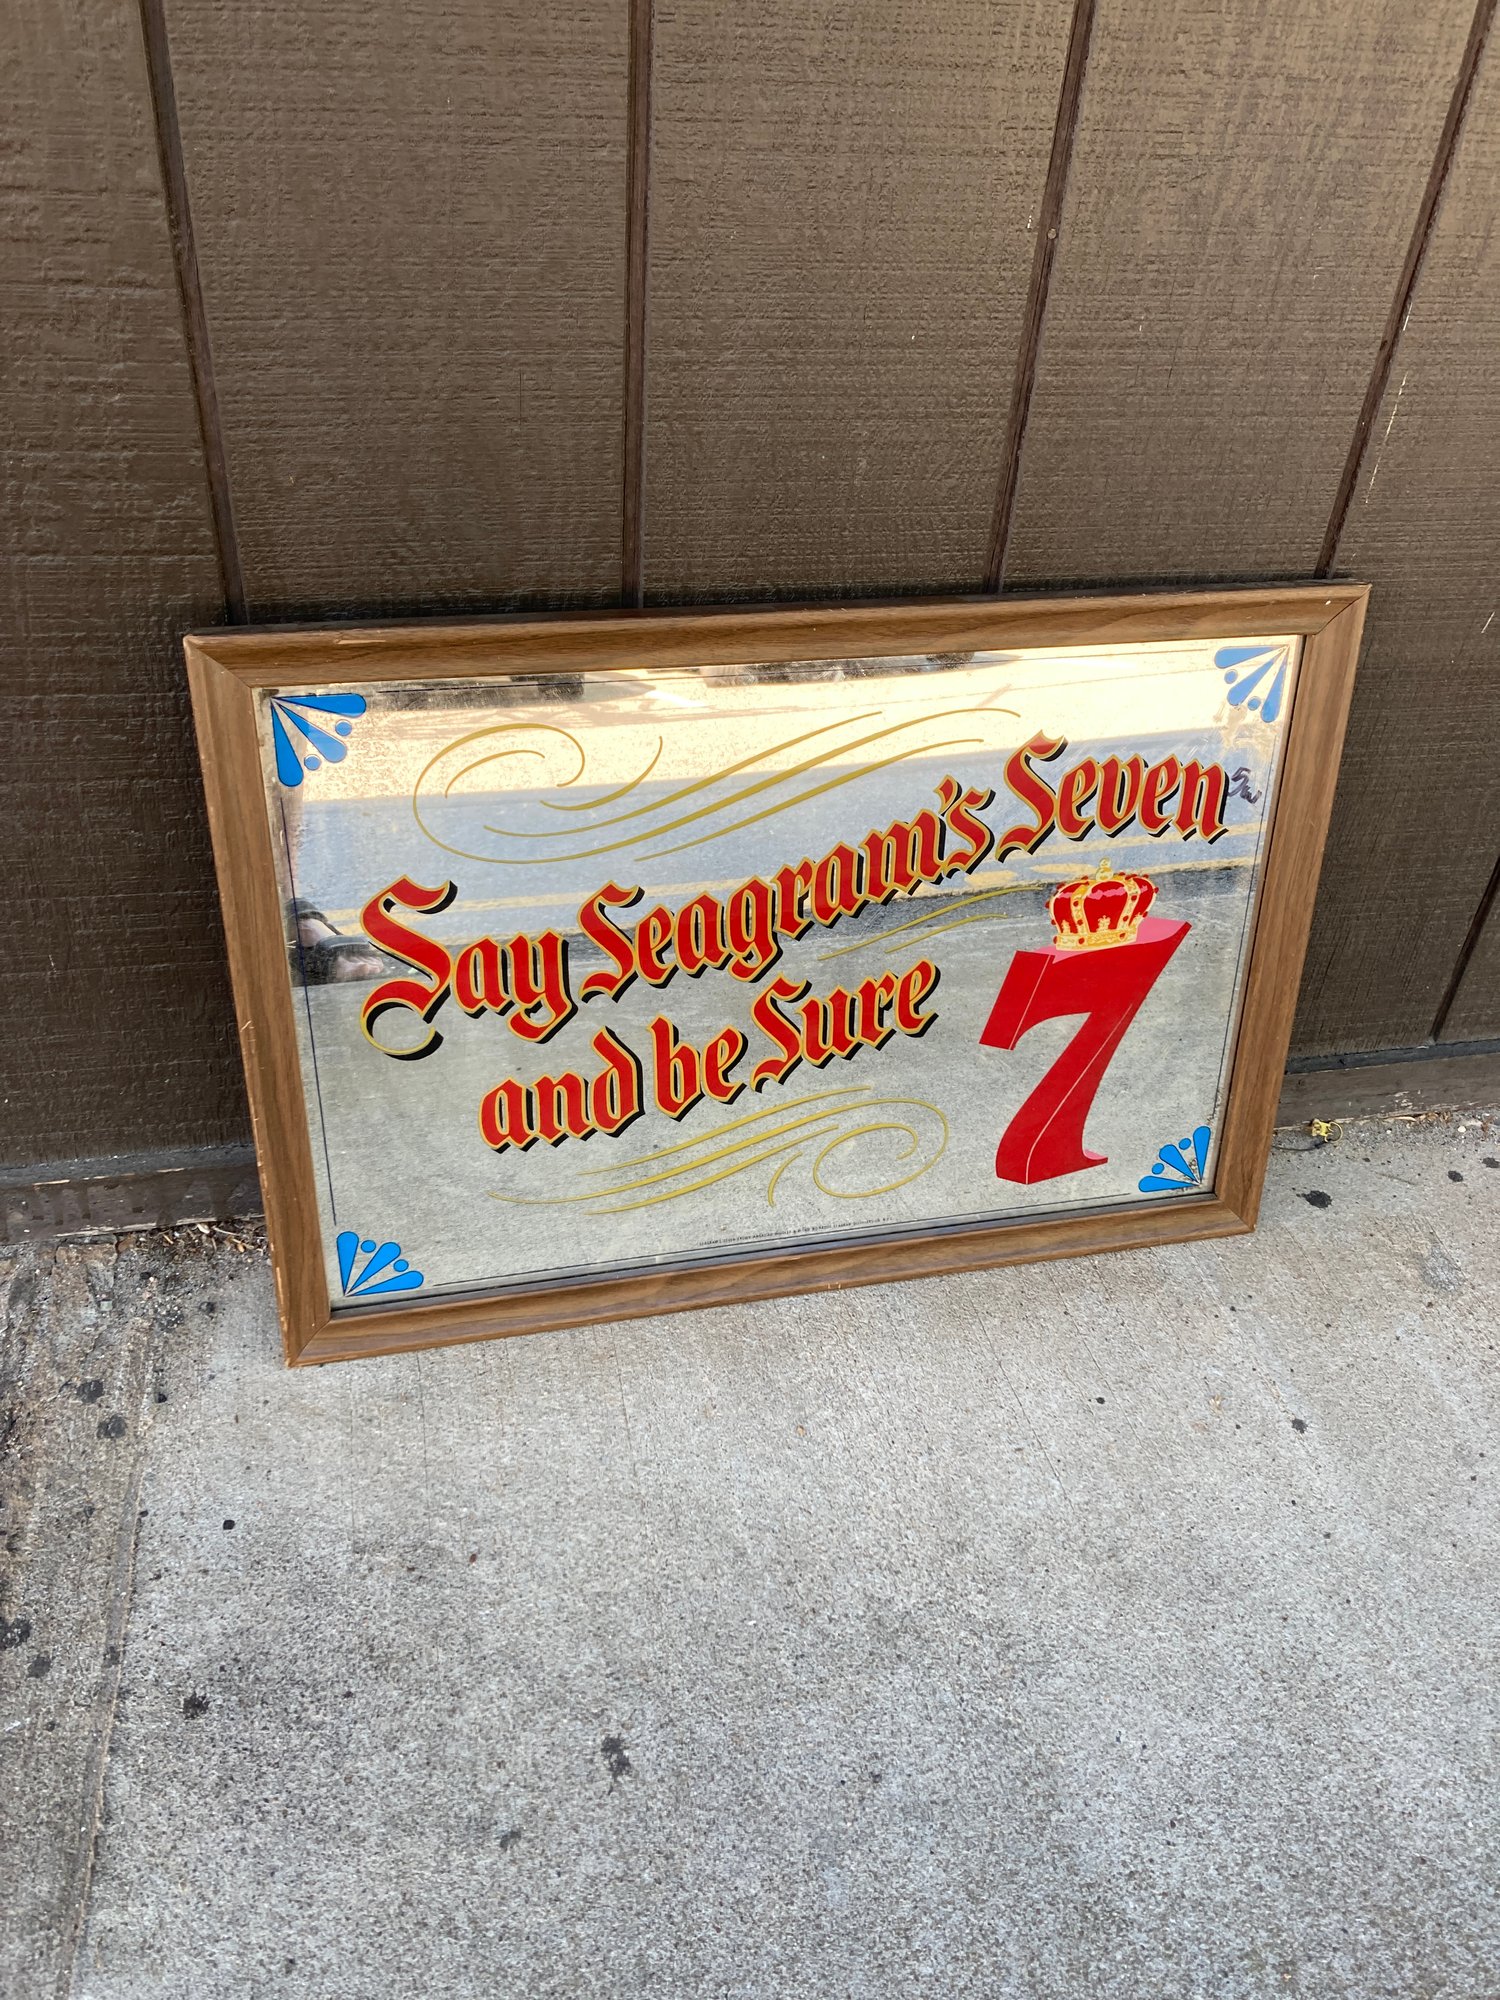 Say Seagram's Seven
and be Sure
7